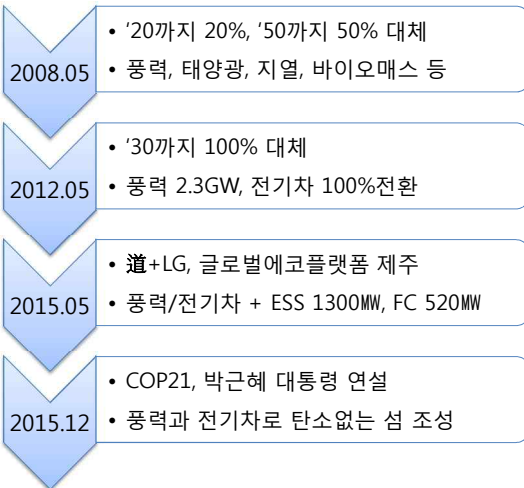 2008.05
• '20까지 20%, '50까지 50% 대체
• 풍력, 태양광, 지열, 바이오매스 등
2012.05
• '30까지 100% 대체
• 풍력 2.3GW, 전기차 100%전환
2015.05
• 道+LG, 글로벌에코플랫폼 제주
• 풍력/전기차 + ESS 1300㎿, FC 520㎿
2015.12
• COP21, 박근혜 대통령 연설
• 풍력과 전기차로 탄소없는 섬 조성